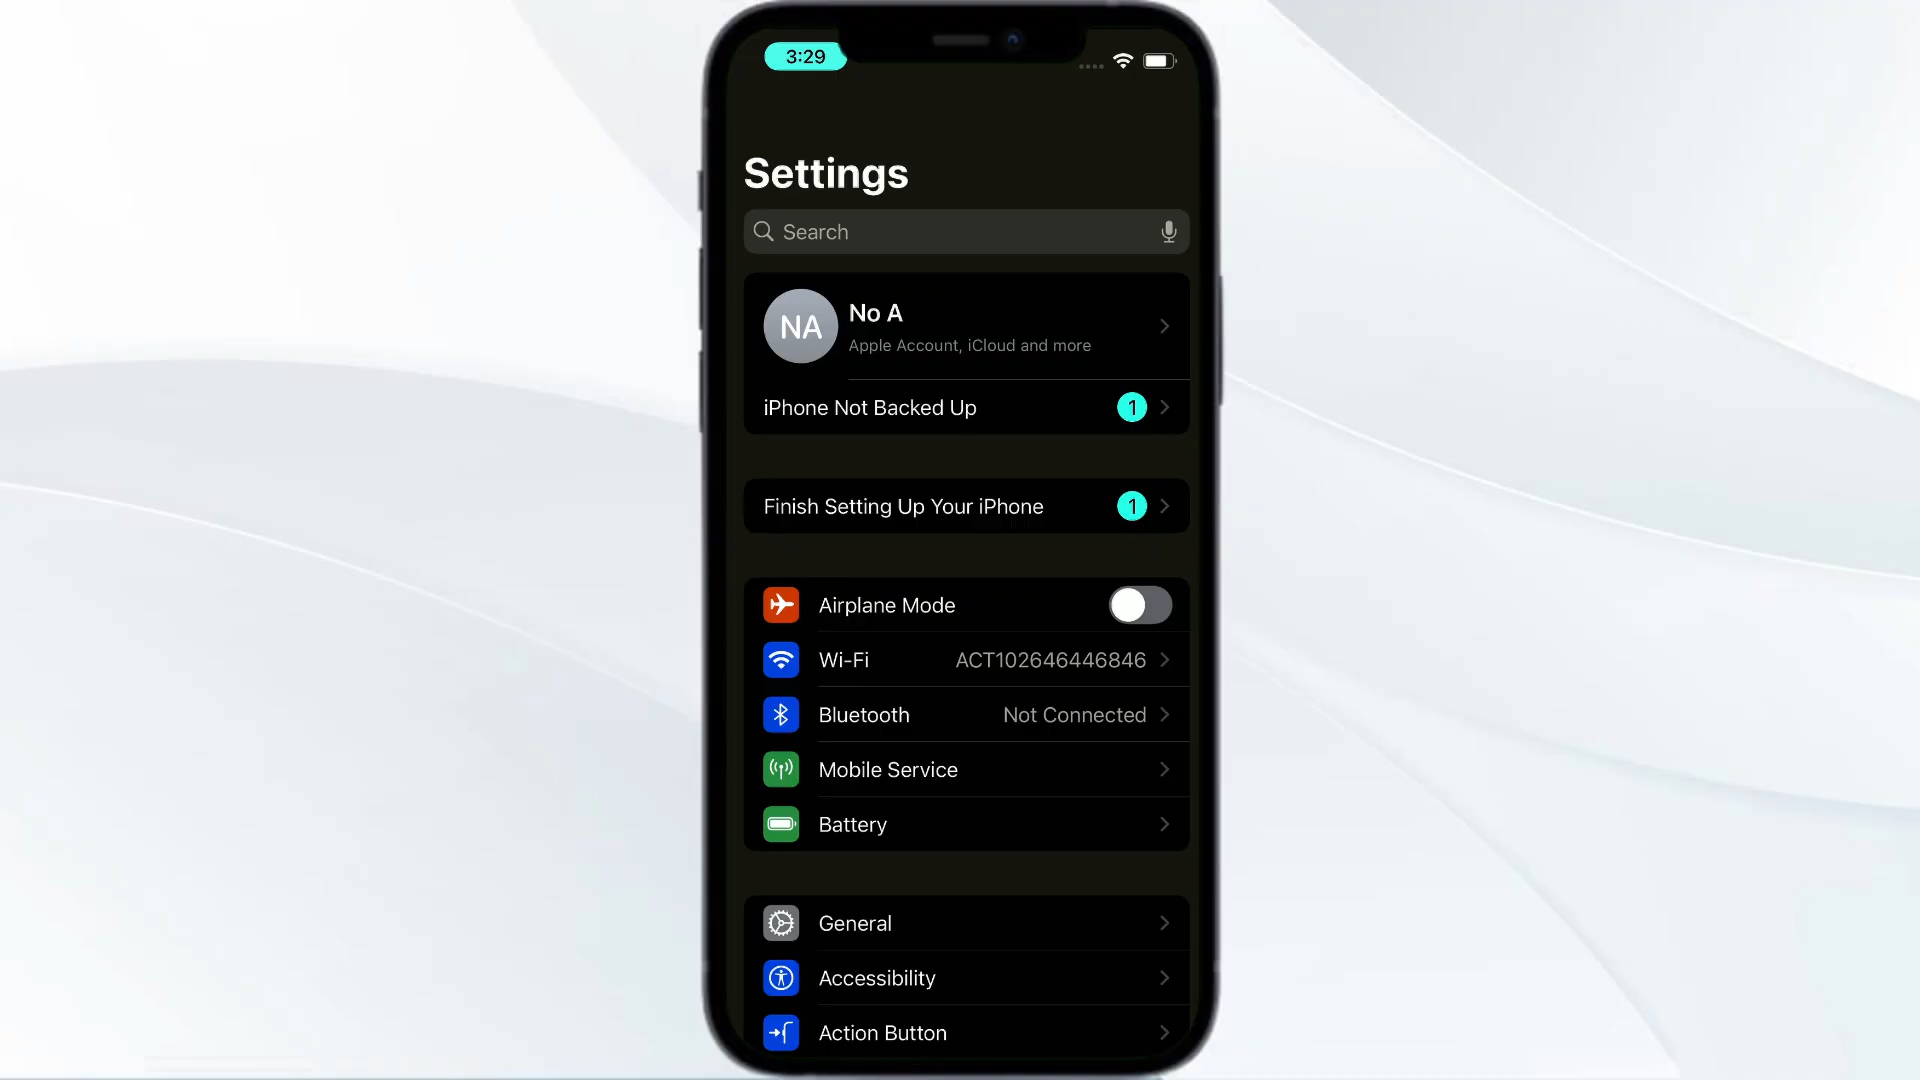 3:29
Settings
Search
NA
No A
Apple Account, iCloud and more
iPhone Not Backed Up 1
Finish Setting Up Your iPhone 1
Airplane Mode
Wi-Fi ACT102646446846
Bluetooth Not Connected
Mobile Service
Battery
General
Accessibility
Action Button